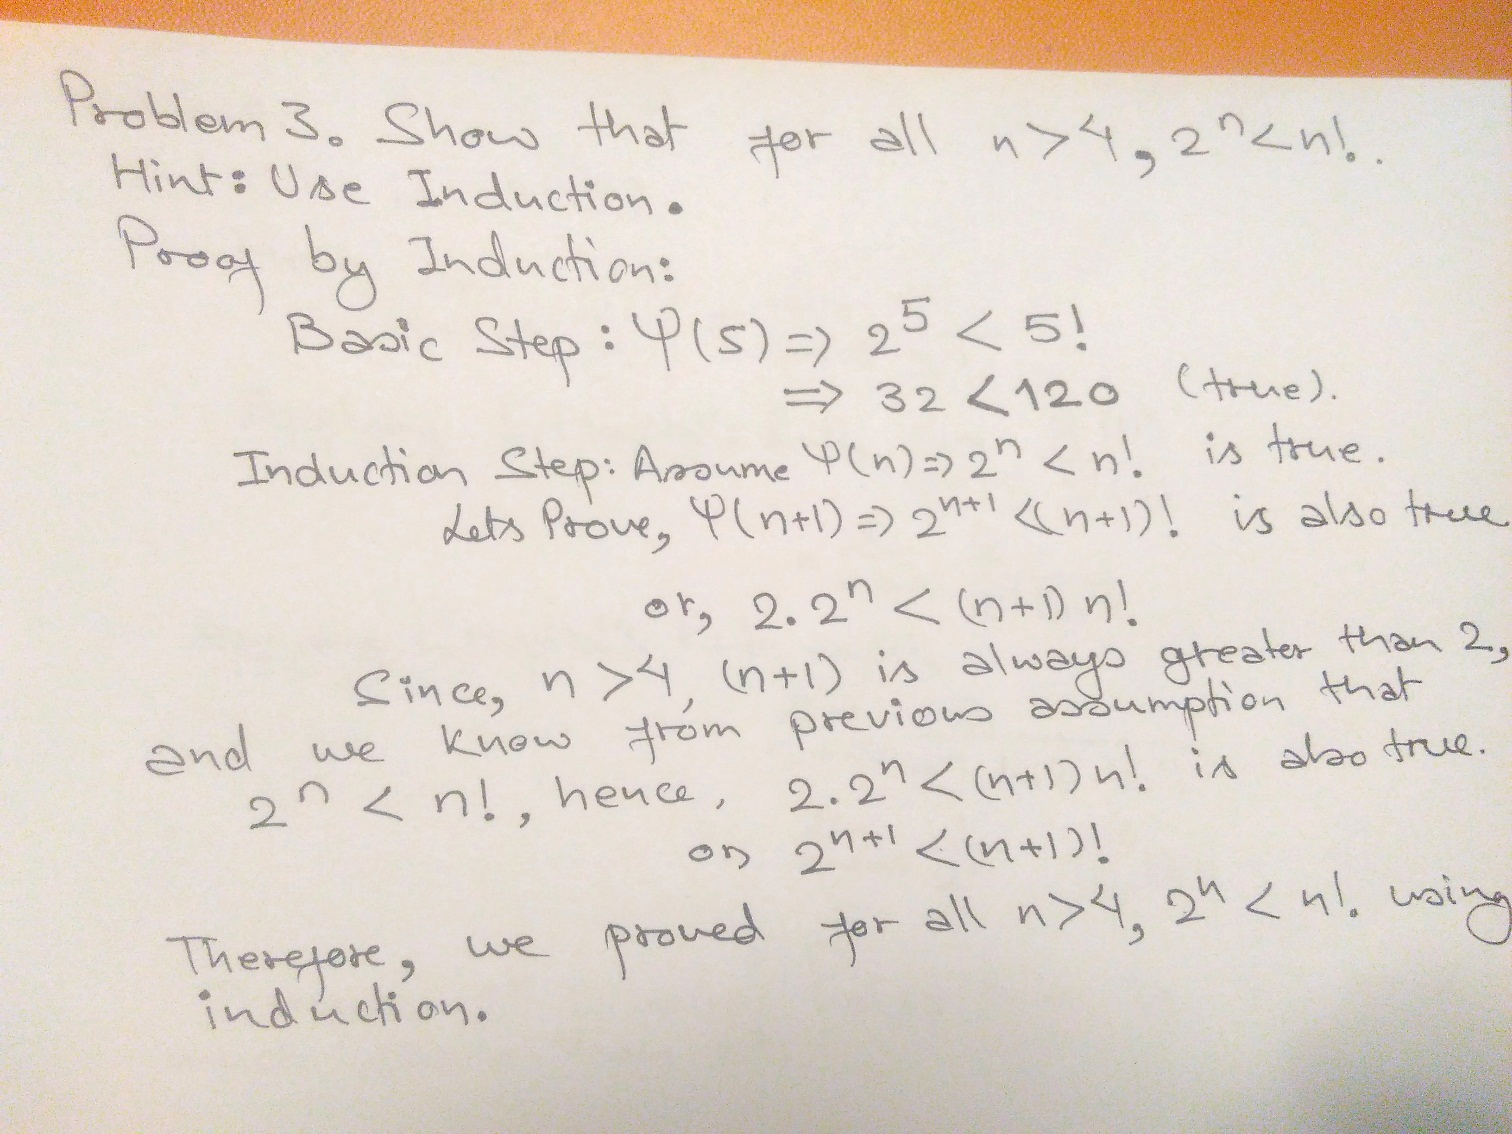 Problem 3. Show that for all n>4, 2ⁿ<n!.
Hint: Use Induction.
Proof by Induction:
Basic Step: Ψ(5) => 2⁵ < 5!
=> 32 < 120 (true).
Induction Step: Assume Ψ(n) => 2ⁿ < n! is true.
Lets Prove, Ψ(n+1) => 2ⁿ⁺¹ < (n+1)! is also true
or, 2.2ⁿ < (n+1) n!
Since, n >4, (n+1) is always greater than 2,
and we know from previous assumption that
2ⁿ < n!, hence, 2.2ⁿ < (n+1) n! is also true.
or, 2ⁿ⁺¹ < (n+1)!
Therefore, we proved for all n>4, 2ⁿ < n! using
induction.